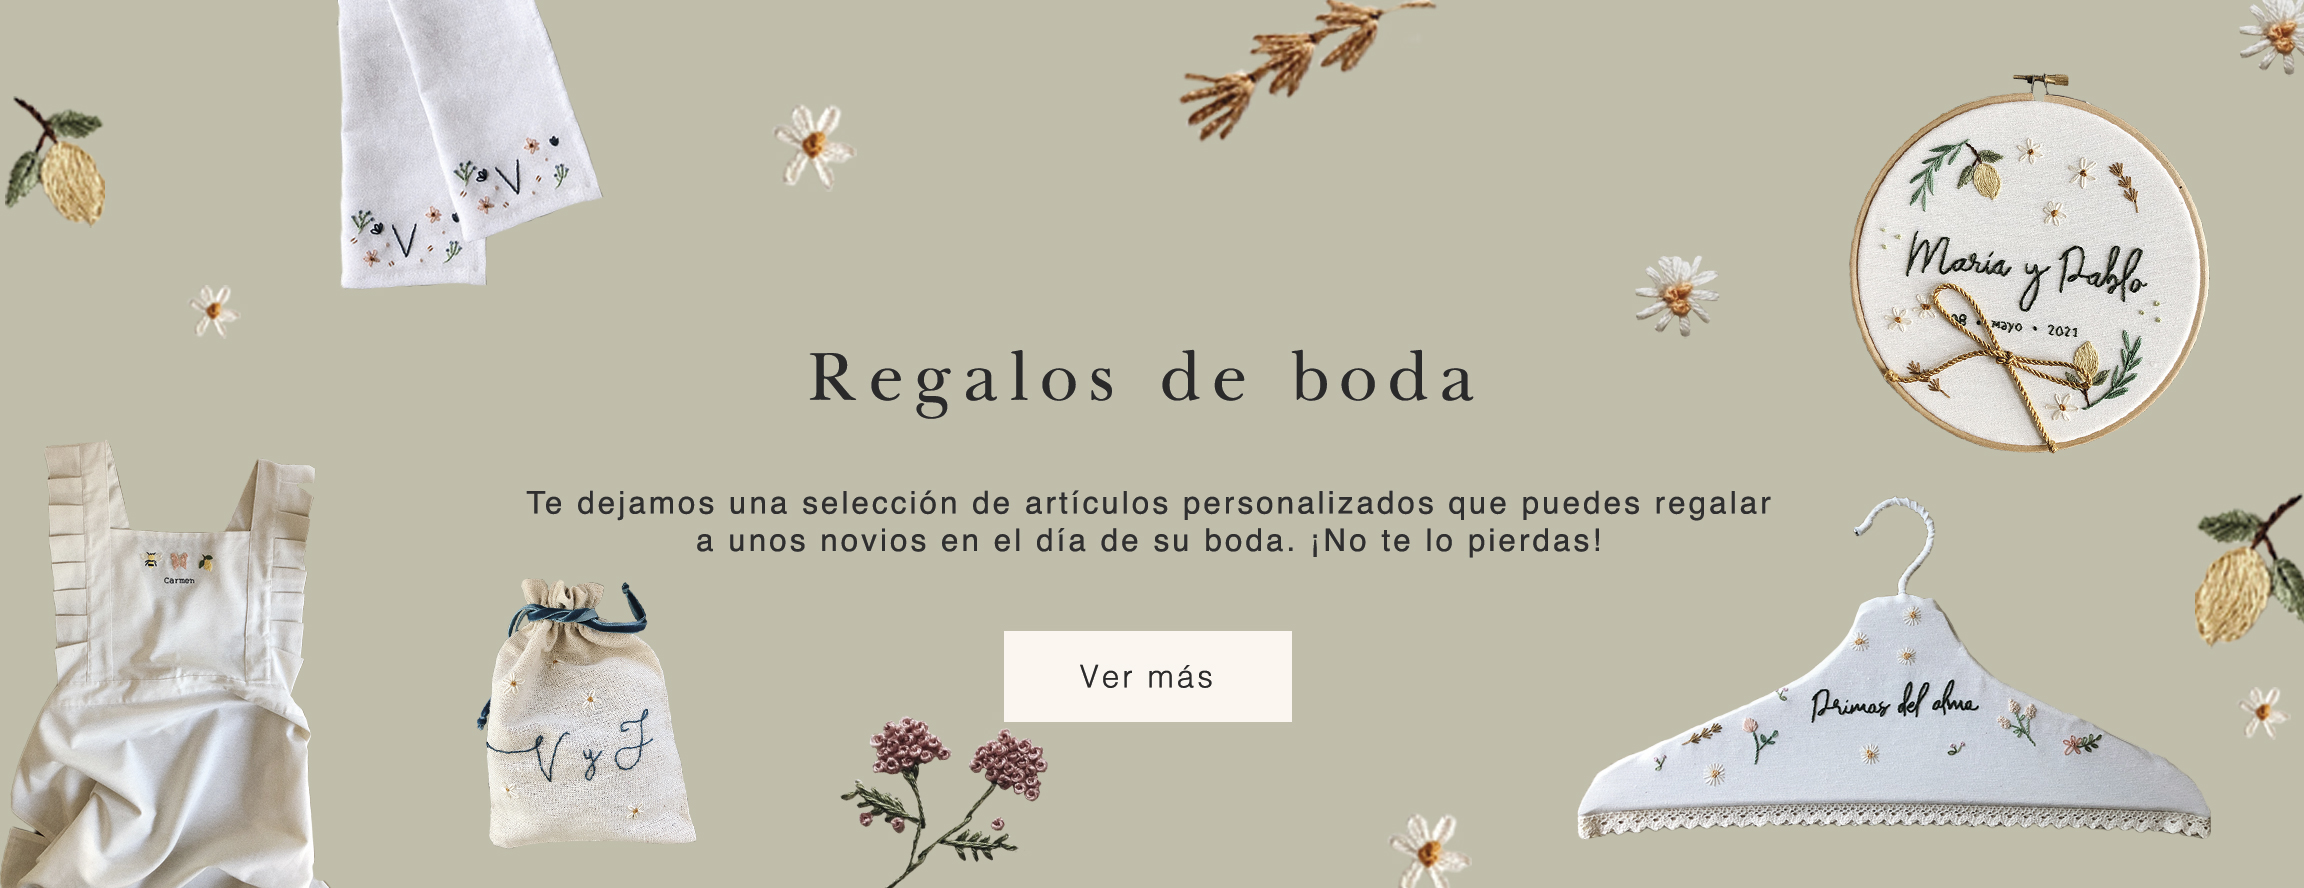 V
V
María y Pablo
08 • Mayo • 2021
Regalos de boda
Te dejamos una selección de artículos personalizados que puedes regalar
a unos novios en el día de su boda. ¡No te lo pierdas!
Carmen
Ver más
V y J
Primas del alma